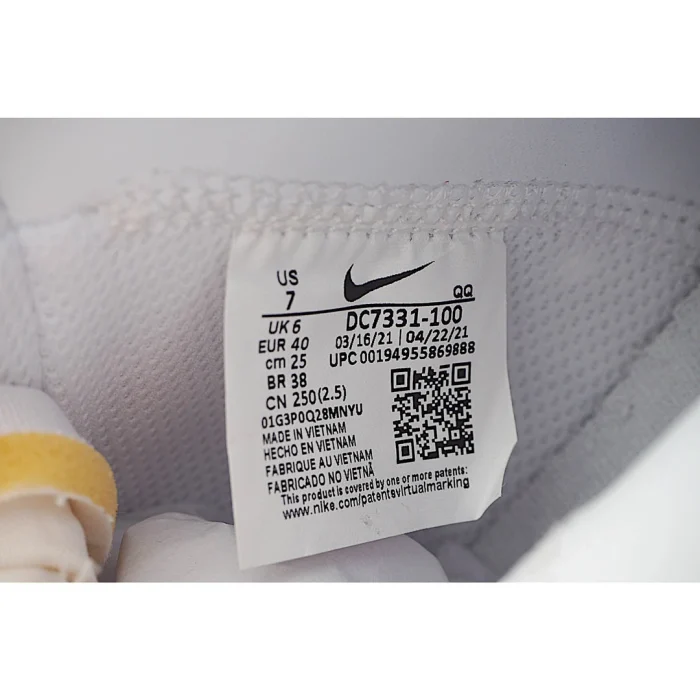 US
7
QQ
UK 6
DC7331-100
EUR 40
03/16/21 | 04/22/21
cm 25
UPC 00194955869888
BR 38
CN 250(2.5)
01G3P0Q28MNYU
MADE IN VIETNAM
HECHO EN VIETNAM
FABRIQUE AU VIETNAM
FABRICADO NO VIETNÃ
This product is covered by one or more patents:
www.nike.com/patentsvirtualmarking